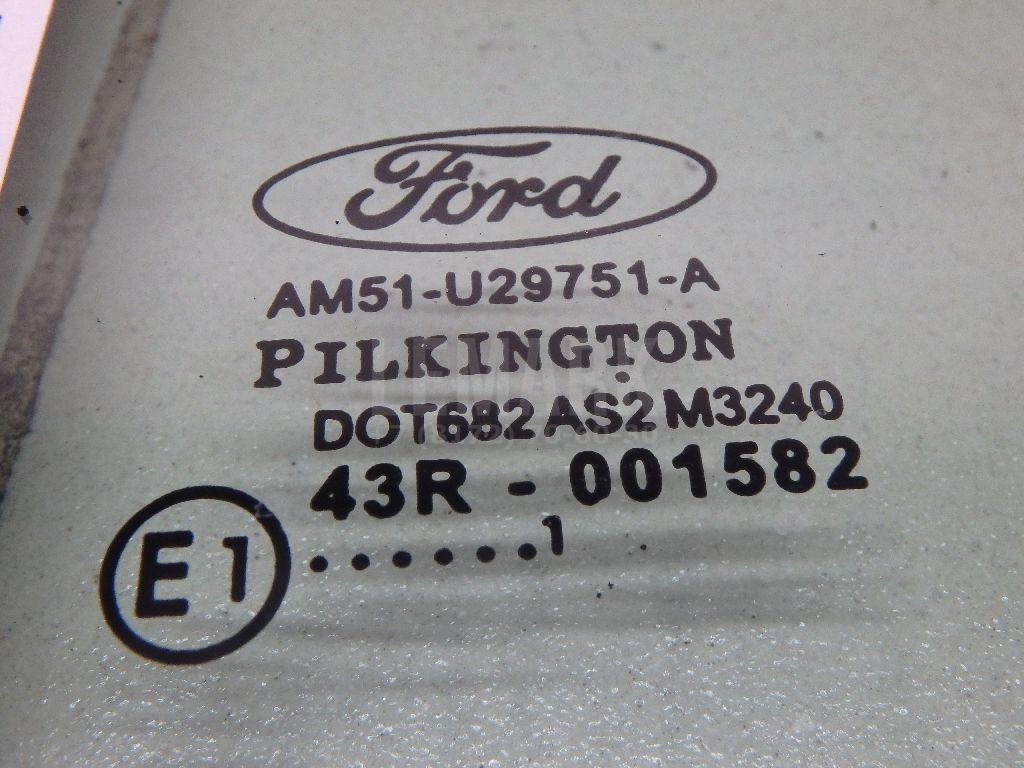 Ford
AM51-U29751-A
PILKINGTON
DOT682 AS2 M3240
43R - 001582
E1 ......1